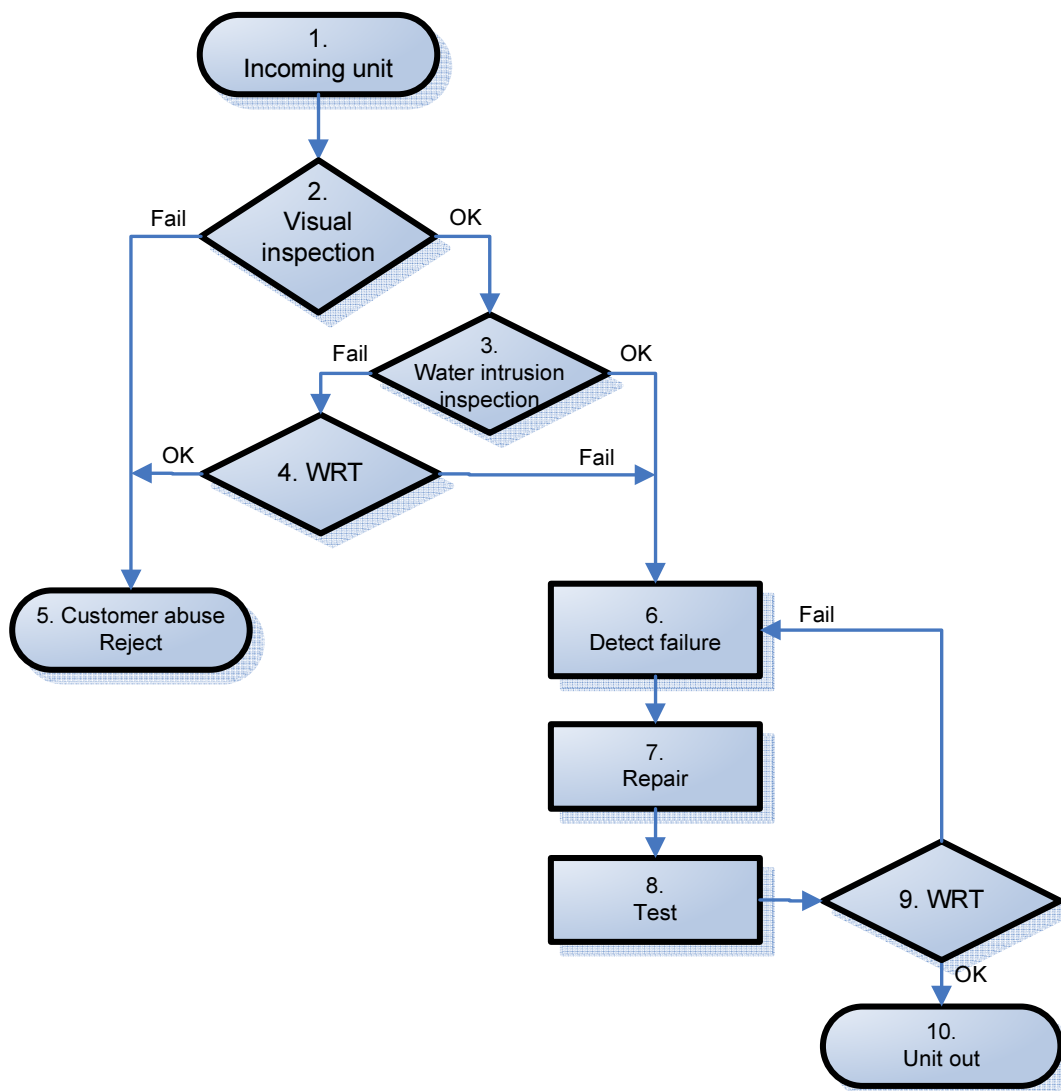 1.
Incoming unit
2.
Visual
inspection
Fail
OK
3.
Water intrusion
inspection
Fail
OK
4. WRT
OK
Fail
5. Customer abuse
Reject
6.
Detect failure
Fail
7.
Repair
8.
Test
9. WRT
OK
10.
Unit out